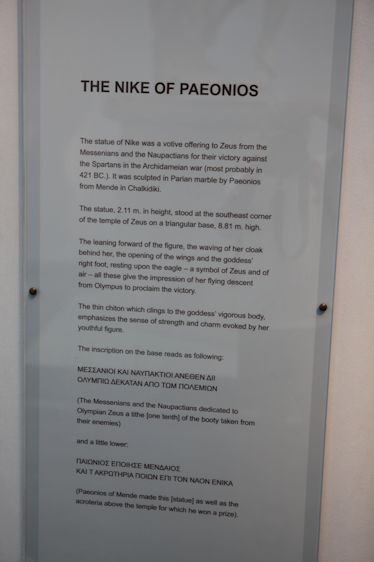 THE NIKE OF PAEONIOS
The statue of Nike was a votive offering to Zeus from the
Messenians and the Naupactians for their victory against
the Spartans in the Archidameian war (most probably in
421 BC.). It was sculpted in Parian marble by Paeonios
from Mende in Chalkidiki.
The statue, 2.11 m. in height, stood at the southeast corner
of the temple of Zeus on a triangular base, 8.81 m. high.
The leaning forward of the figure, the waving of her cloak
behind her, the opening of the wings and the goddess'
right foot, resting upon the eagle – a symbol of Zeus and of
air – all these give the impression of her flying descent
from Olympus to proclaim the victory.
The thin chiton which clings to the goddess' vigorous body,
emphasizes the sense of strength and charm evoked by her
youthful figure.
The inscription on the base reads as following:
ΜΕΣΣΑΝΙΟΙ ΚΑΙ ΝΑΥΠΑΚΤΙΟΙ ΑΝΕΘΕΝ ΔΙΙ
ΟΛΥΜΠΙΩ ΔΕΚΑΤΑΝ ΑΠΟ ΤΩΜ ΠΟΛΕΜΙΩΝ
(The Messenians and the Naupactians dedicated to
Olympian Zeus a tithe [one tenth] of the booty taken from
their enemies)
and a little lower:
ΠΑΙΩΝΙΟΣ ΕΠΟΙΗΣΕ ΜΕΝΔΑΙΟΣ
ΚΑΙ Τ ΑΚΡΩΤΗΡΙΑ ΠΟΙΩΝ ΕΠΙ ΤΟΝ ΝΑΟΝ ΕΝΙΚΑ
(Paeonios of Mende made this [statue] as well as the
acroteria above the temple for which he won a prize).